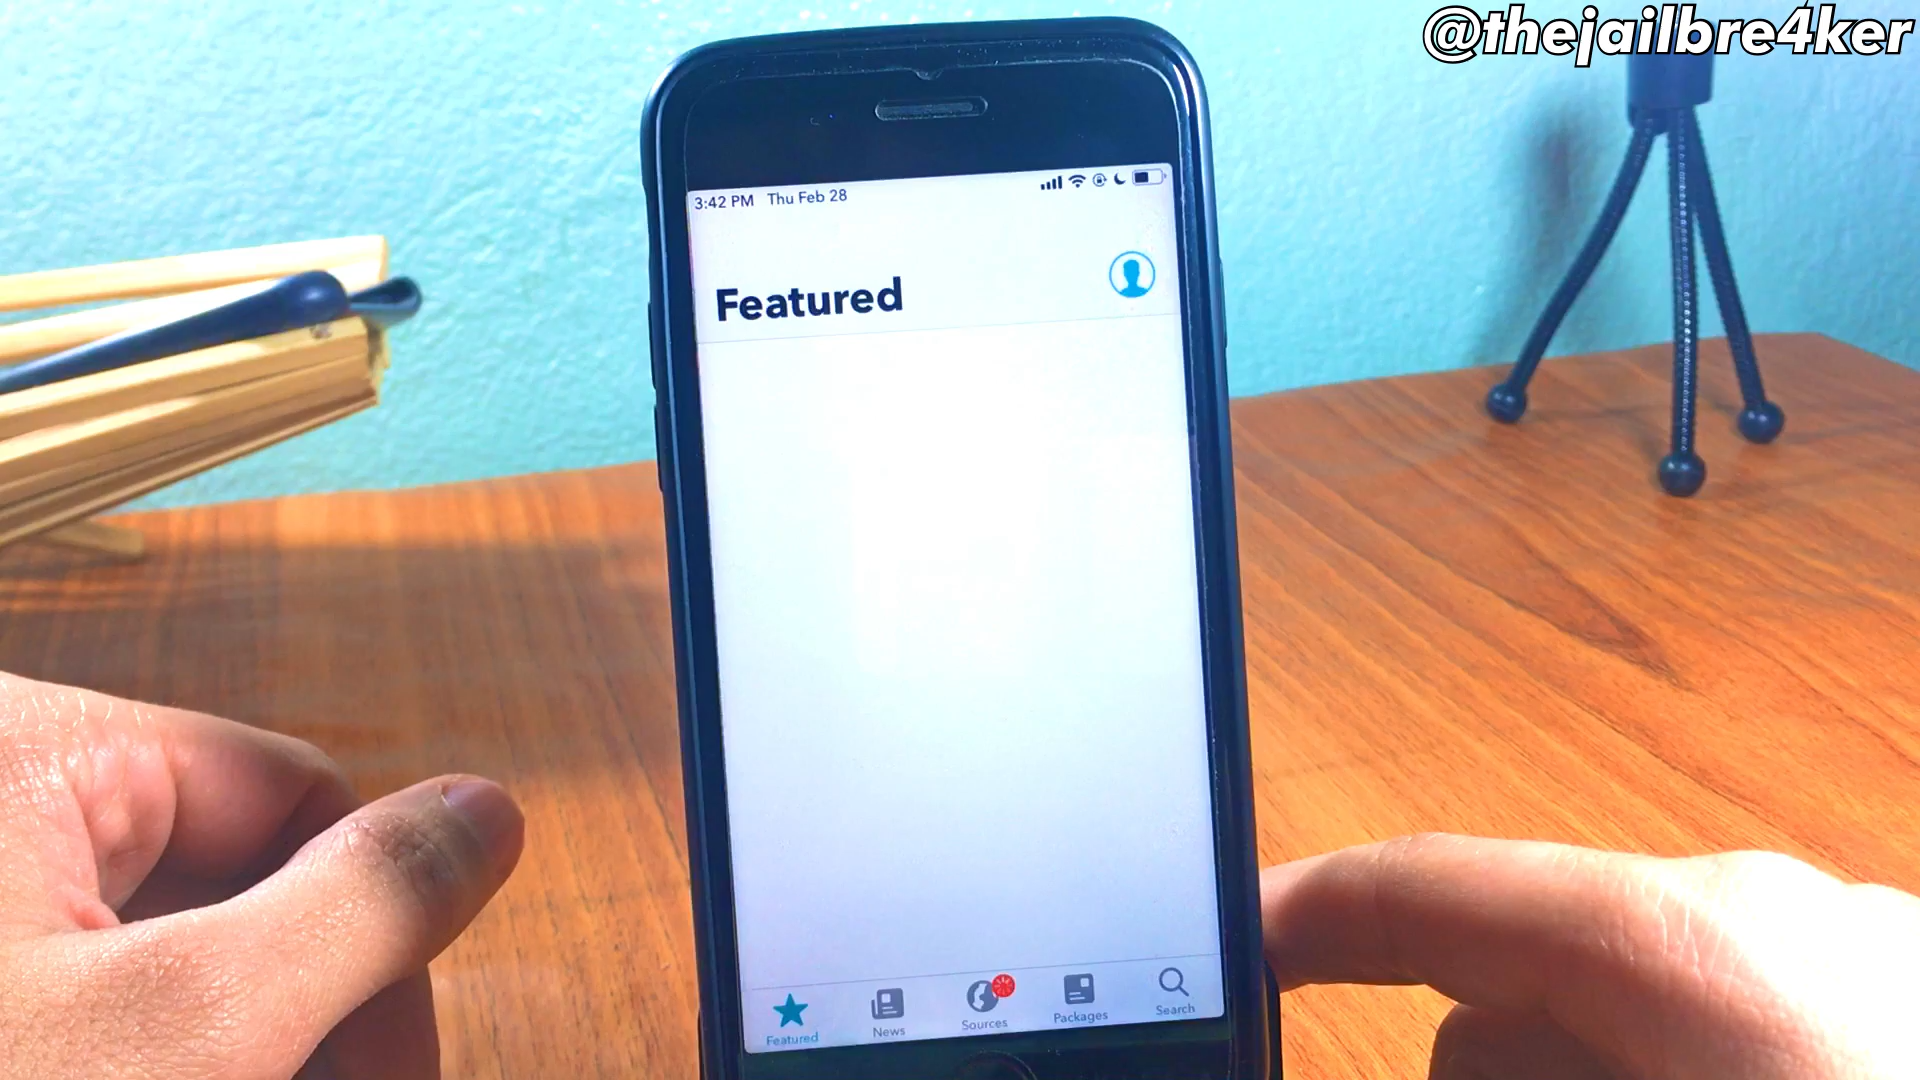 @thejailbre4ker
3:42 PM Thu Feb 28
Featured
Featured
News
Sources
Packages
Search